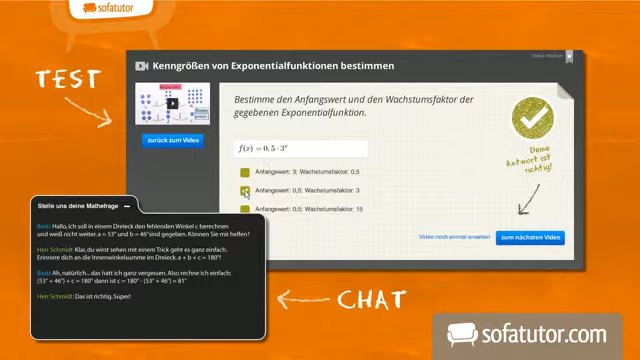 sofatutor
Kenngrößen von Exponentialfunktionen bestimmen
TEST
zurück zum Video
Bestimme den Anfangswert und den Wachstumsfaktor der
gegebenen Exponentialfunktion.
f(x) = 0,5 · 3ˣ
Anfangswert: 3; Wachstumsfaktor: 0,5
Anfangswert: 0,5; Wachstumsfaktor: 3
Anfangswert: 0,5; Wachstumsfaktor: 15
Deine
Antwort ist
richtig!
Video noch einmal ansehen
zum nächsten Video
Stelle uns deine Mathefrage
Basti: Hallo, ich soll in einem Dreieck den fehlenden Winkel c berechnen
und weiß nicht weiter. a = 53° und b = 46° sind gegeben. Können Sie mir helfen?
Herr Schmidt: Klar, du wirst sehen mit einem Trick geht es ganz einfach.
Erinnere dich an die Innenwinkelsumme im Dreieck, a + b + c = 180°!
Basti: Ah, natürlich... das hatt ich ganz vergessen. Also rechne ich einfach:
(53° + 46°) + c = 180° dann ist c = 180° - (53° + 46°) = 81°
Herr Schmidt: Das ist richtig. Super!
CHAT
sofatutor.com